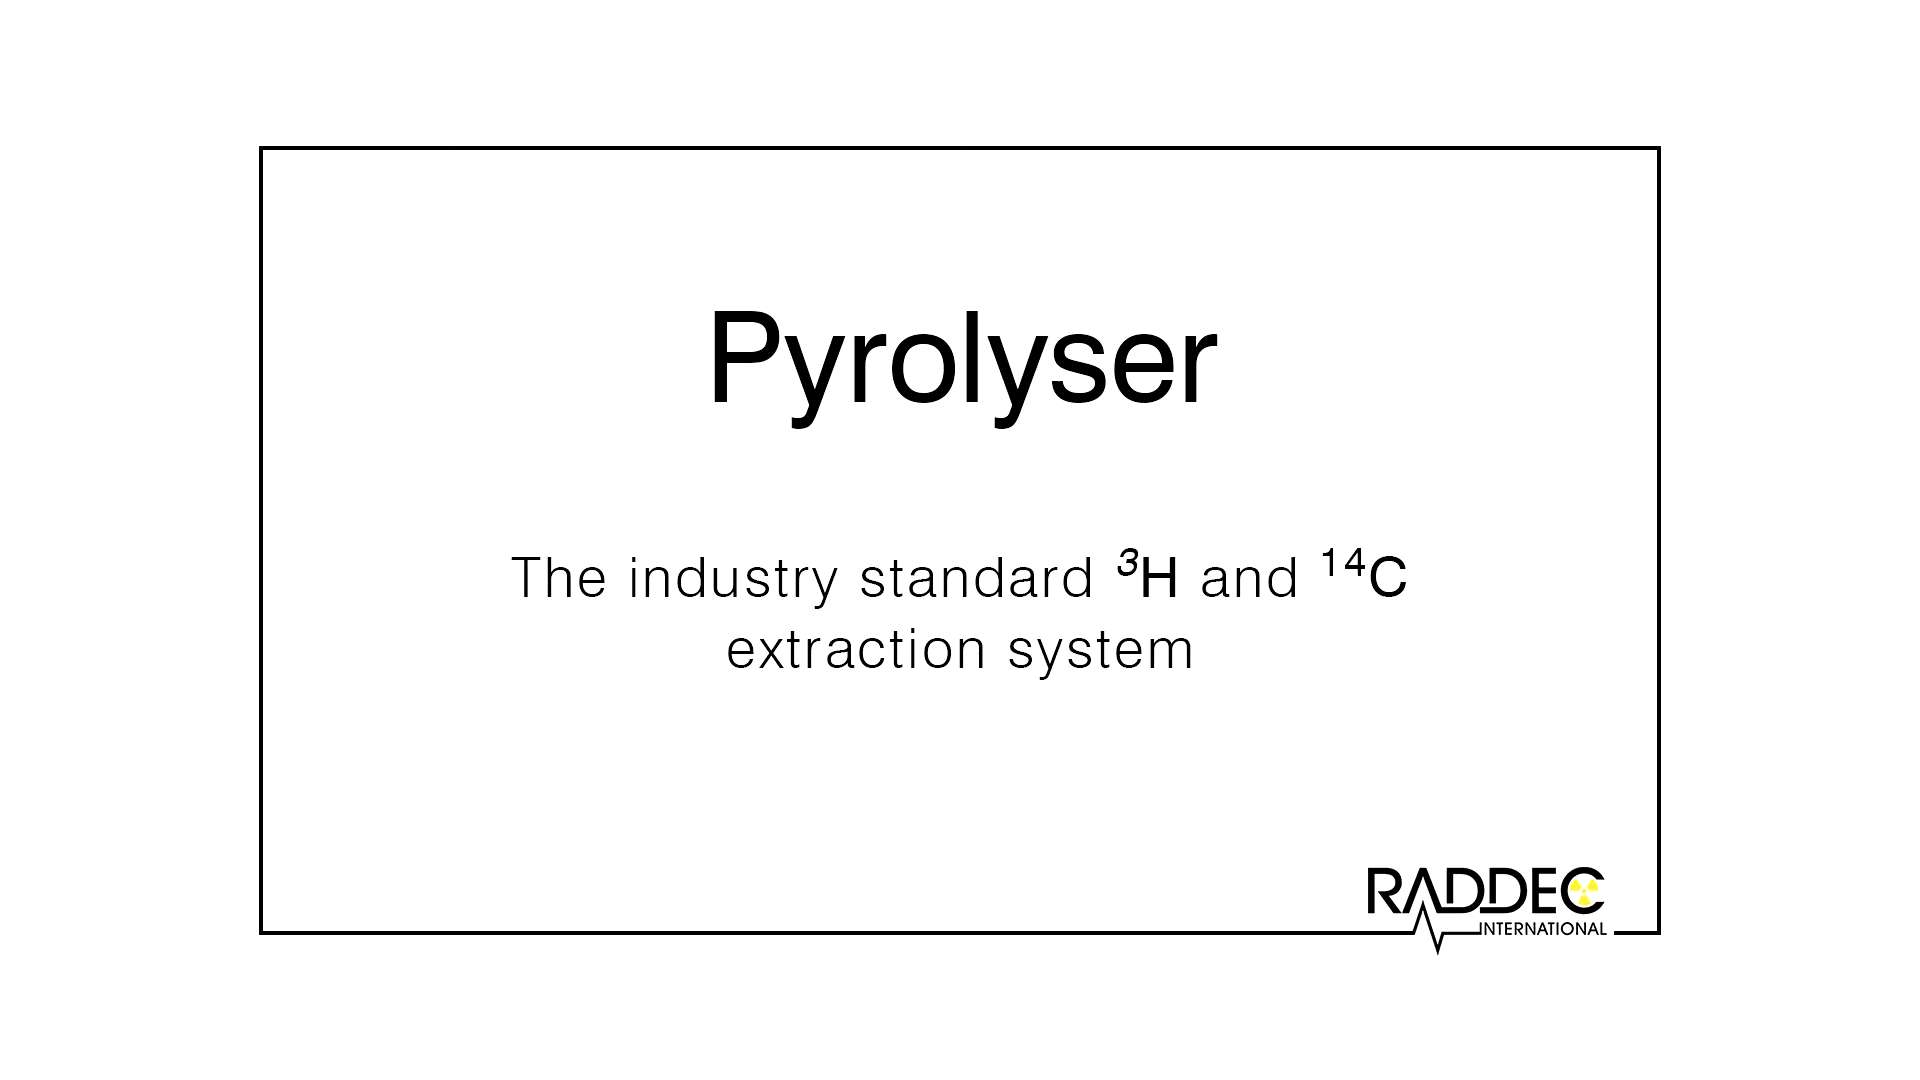 Pyrolyser
The industry standard ³H and ¹⁴C
extraction system
RADDEC
INTERNATIONAL